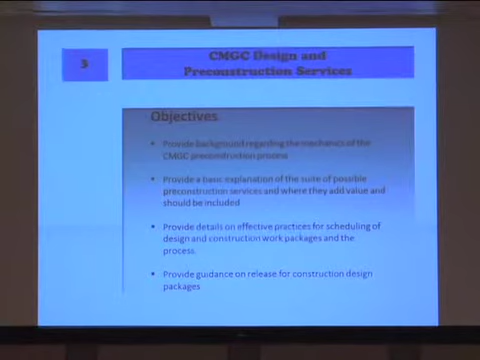 3
CMGC Design and
Preconstruction Services
Objectives
• Provide background regarding the mechanics of the
CMGC preconstruction process
• Provide a basic explanation of the suite of possible
preconstruction services and where they add value and
should be included
• Provide details on effective practices for scheduling of
design and construction work packages and the
process.
• Provide guidance on release for construction design
packages